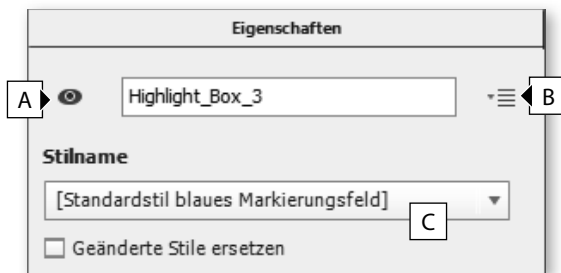 Eigenschaften
A Highlight_Box_3 B
Stilname
[Standardstil blaues Markierungsfeld]
C
Geänderte Stile ersetzen